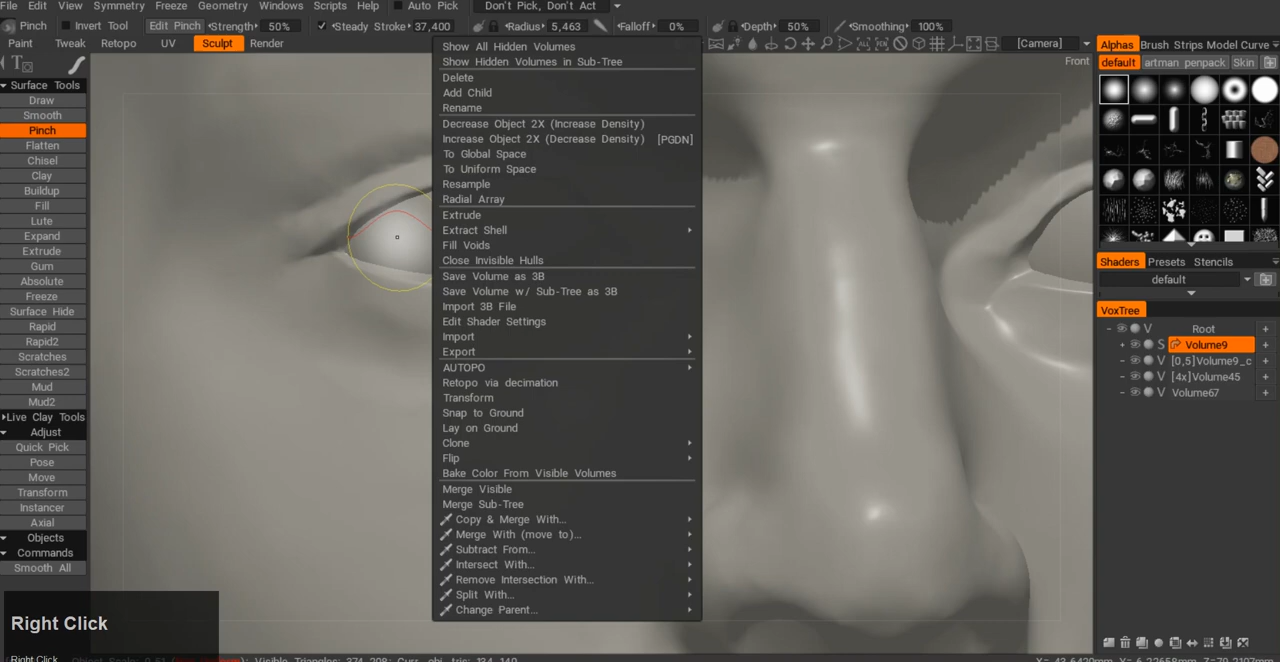 File Edit View Symmetry Freeze Geometry Windows Scripts Help Auto Pick Don't Pick, Don't Act
Pinch Invert Tool Edit Pinch Strength: 50% Steady Stroke: 37,400 Radius: 5,463 Falloff: 0% Depth: 50% Smoothing: 100%
Paint Tweak Retopo UV Sculpt Render
[Camera]
Front
Surface Tools
Draw
Smooth
Pinch
Flatten
Chisel
Clay
Buildup
Fill
Lute
Expand
Extrude
Gum
Absolute
Freeze
Surface Hide
Rapid
Rapid2
Scratches
Scratches2
Mud
Mud2
Live Clay Tools
Adjust
Quick Pick
Pose
Move
Transform
Instancer
Axial
Objects
Commands
Smooth All
Right Click
Right Click
Show All Hidden Volumes
Show Hidden Volumes in Sub-Tree
Delete
Add Child
Rename
Decrease Object 2X (Increase Density)
Increase Object 2X (Decrease Density) [PGDN]
To Global Space
To Uniform Space
Resample
Radial Array
Extrude
Extract Shell
Fill Voids
Close Invisible Hulls
Save Volume as 3B
Save Volume w/ Sub-Tree as 3B
Import 3B File
Edit Shader Settings
Import
Export
AUTOPO
Retopo via decimation
Transform
Snap to Ground
Lay on Ground
Clone
Flip
Bake Color From Visible Volumes
Merge Visible
Merge Sub-Tree
Copy & Merge With...
Merge With (move to)...
Subtract From...
Intersect With...
Remove Intersection With...
Split With...
Change Parent...
Alphas Brush Strips Model Curve
default artman penpack Skin
Shaders Presets Stencils
default
VoxTree
V Root +
+ S Volume9 +
V [0,5]Volume9_c +
V [4x]Volume45 +
V Volume67 +